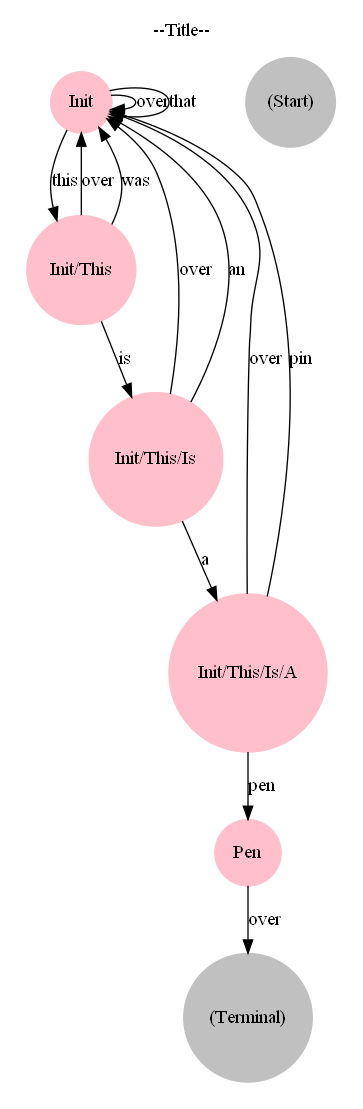 --Title--
Init
over
that
(Start)
this
over
was
Init/This
over
an
is
over
pin
Init/This/Is
a
Init/This/Is/A
pen
Pen
over
(Terminal)